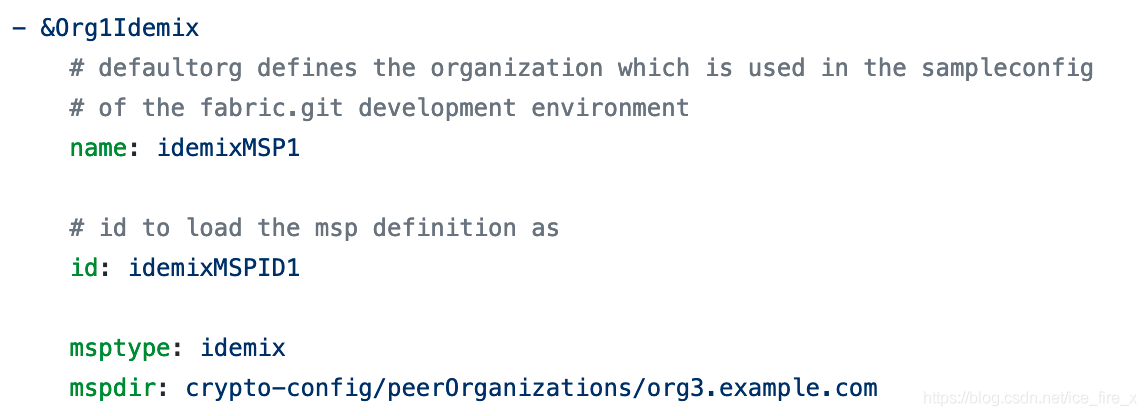 - &Org1Idemix
# defaultorg defines the organization which is used in the sampleconfig
# of the fabric.git development environment
name: idemixMSP1
# id to load the msp definition as
id: idemixMSPID1
msptype: idemix
mspdir: crypto-config/peerOrganizations/org3.example.com
https://blog.csdn.net/ice_fire_x